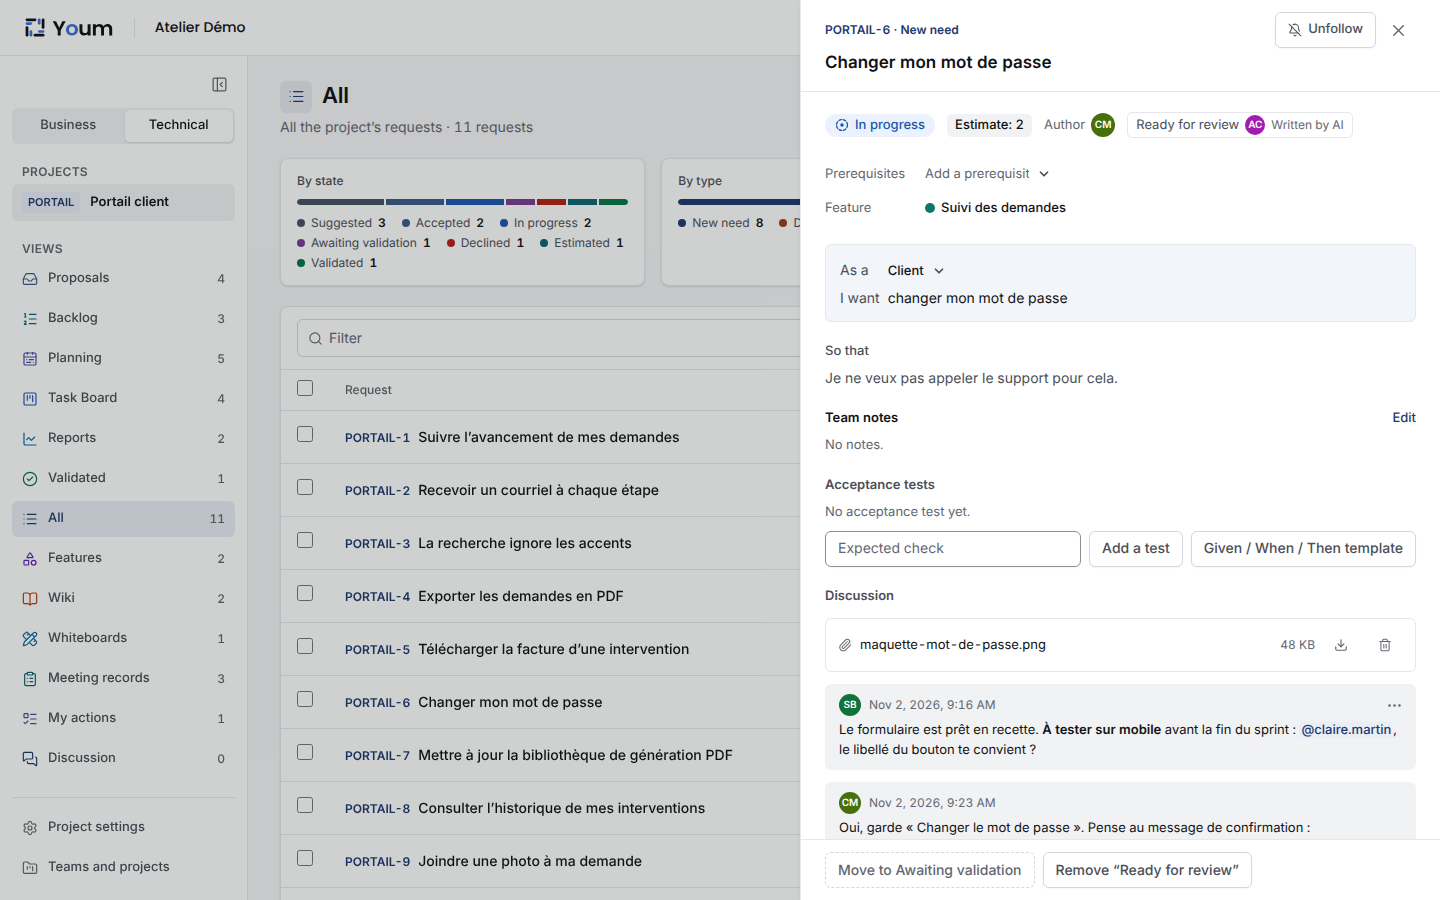 Youm
Atelier Démo
Business
Technical
PROJECTS
PORTAIL Portail client
VIEWS
Proposals 4
Backlog 3
Planning 5
Task Board 4
Reports 2
Validated 1
All 11
Features 2
Wiki 2
Whiteboards 1
Meeting records 3
My actions 1
Discussion 0
Project settings
Teams and projects
All
All the project’s requests · 11 requests
By state
Suggested 3 Accepted 2 In progress 2
Awaiting validation 1 Declined 1 Estimated 1
Validated 1
By type
New need 8 D
Filter
Request
PORTAIL-1 Suivre l’avancement de mes demandes
PORTAIL-2 Recevoir un courriel à chaque étape
PORTAIL-3 La recherche ignore les accents
PORTAIL-4 Exporter les demandes en PDF
PORTAIL-5 Télécharger la facture d’une intervention
PORTAIL-6 Changer mon mot de passe
PORTAIL-7 Mettre à jour la bibliothèque de génération PDF
PORTAIL-8 Consulter l’historique de mes interventions
PORTAIL-9 Joindre une photo à ma demande
PORTAIL-6 · New need
Unfollow
Changer mon mot de passe
In progress Estimate: 2 Author CM Ready for review AC Written by AI
Prerequisites Add a prerequisit
Feature Suivi des demandes
As a Client
I want changer mon mot de passe
So that
Je ne veux pas appeler le support pour cela.
Team notes Edit
No notes.
Acceptance tests
No acceptance test yet.
Expected check Add a test Given / When / Then template
Discussion
maquette-mot-de-passe.png 48 KB
SB Nov 2, 2026, 9:16 AM
Le formulaire est prêt en recette. À tester sur mobile avant la fin du sprint : @claire.martin,
le libellé du bouton te convient ?
CM Nov 2, 2026, 9:23 AM
Oui, garde « Changer le mot de passe ». Pense au message de confirmation :
Move to Awaiting validation Remove “Ready for review”